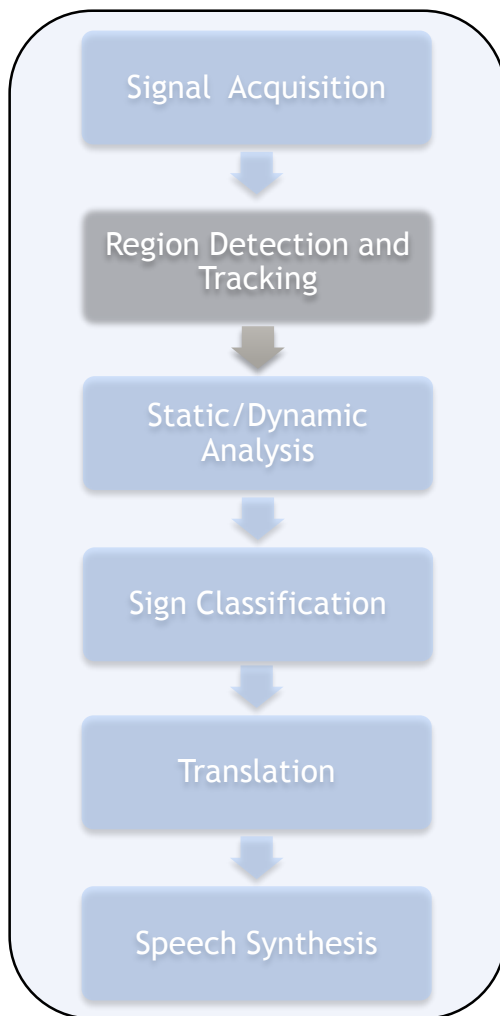 Signal Acquisition
Region Detection and
Tracking
Static/Dynamic
Analysis
Sign Classification
Translation
Speech Synthesis